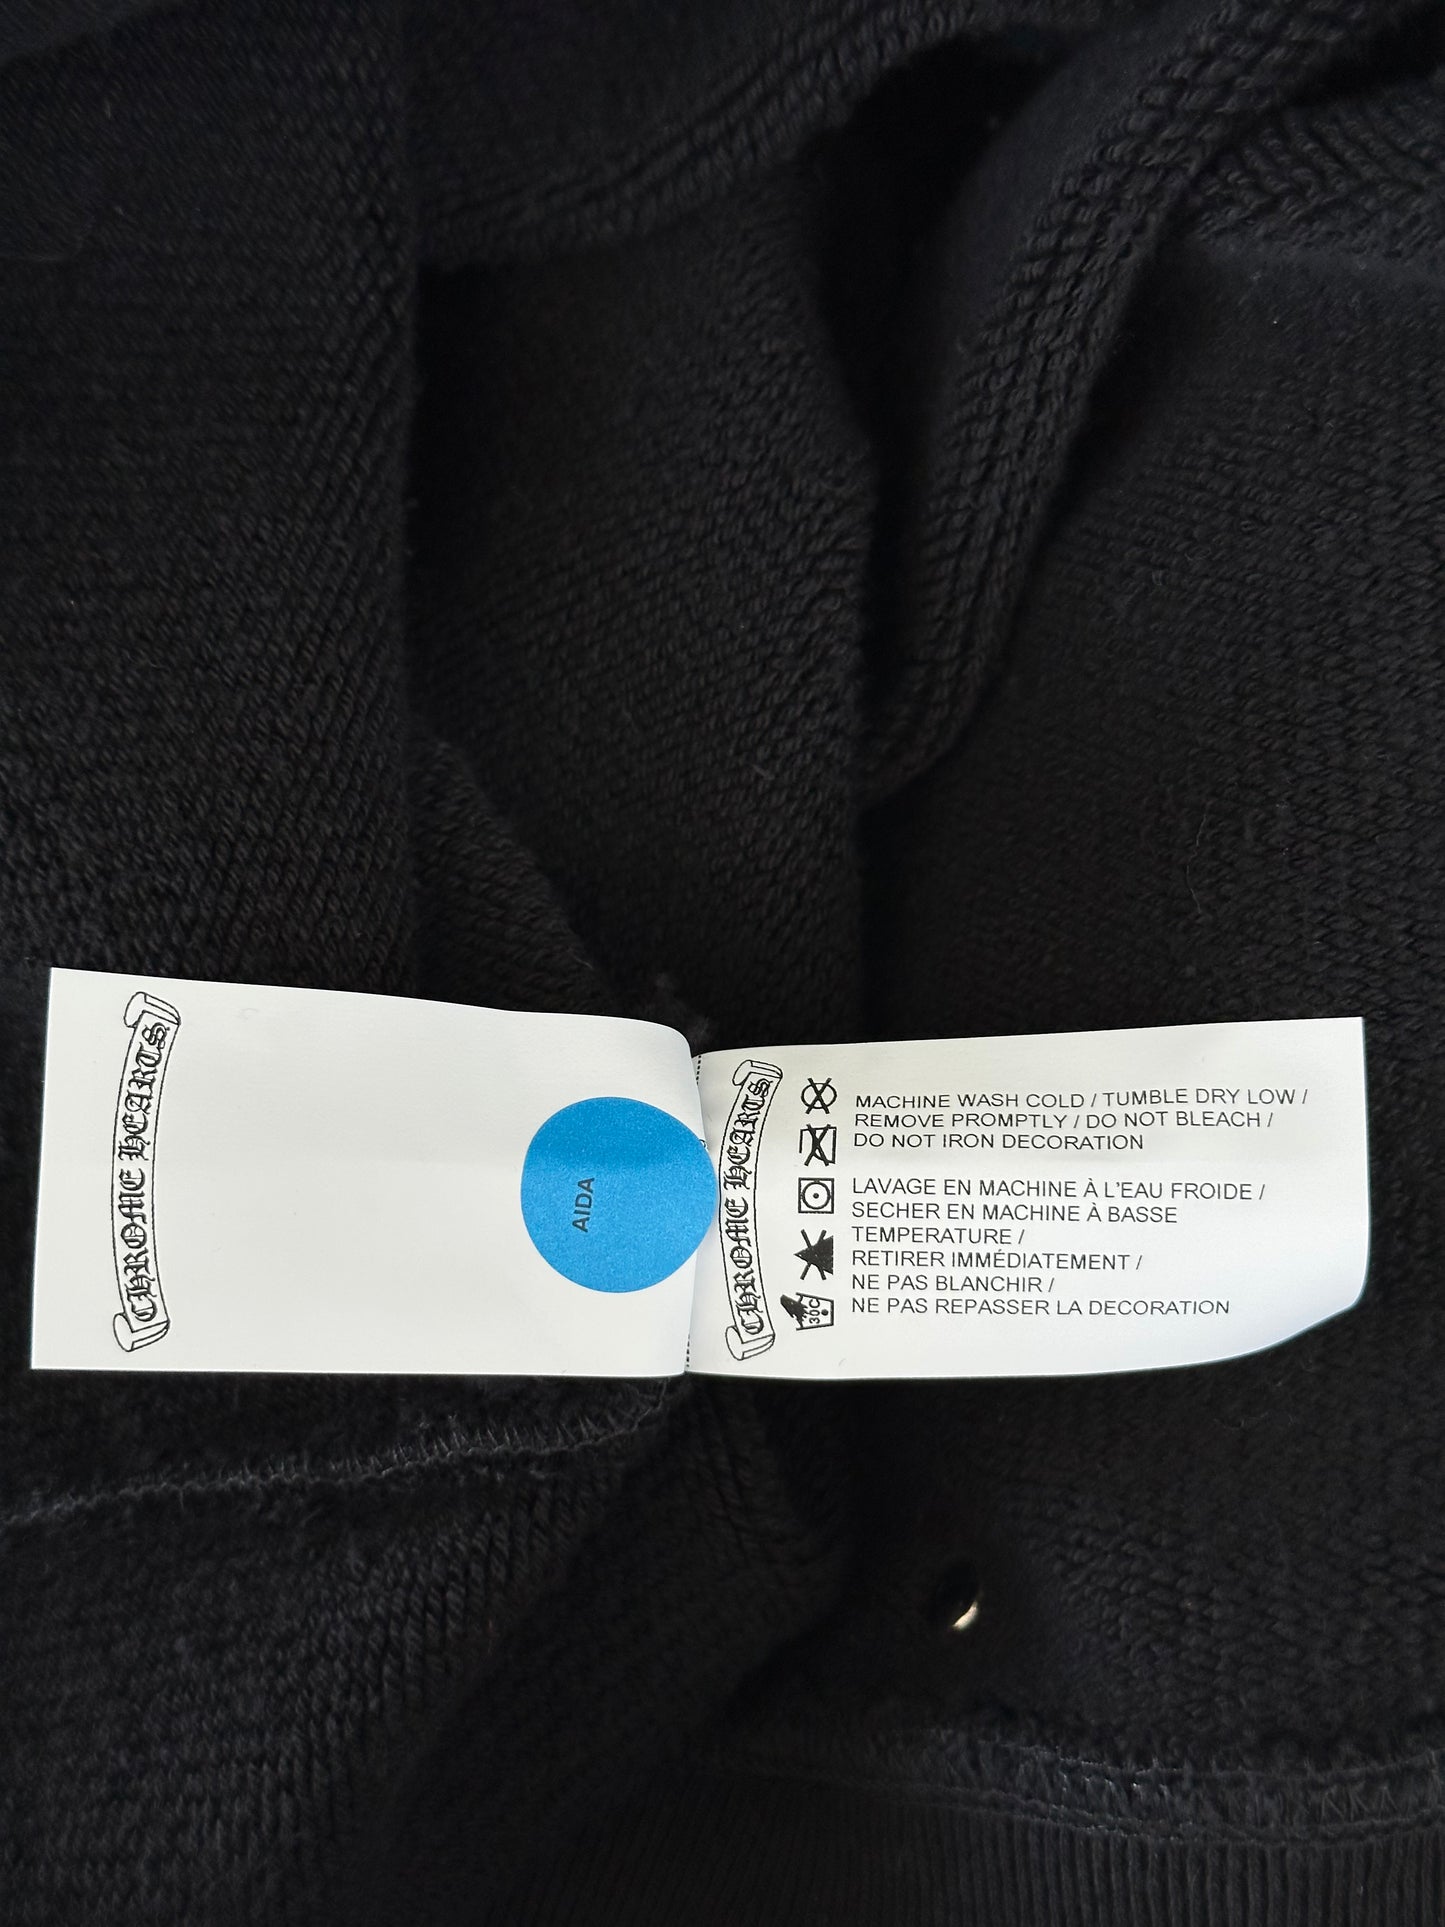 CHROME HEARTS
AIDA
CHROME HEARTS
MACHINE WASH COLD / TUMBLE DRY LOW /
REMOVE PROMPTLY / DO NOT BLEACH /
DO NOT IRON DECORATION
LAVAGE EN MACHINE À L'EAU FROIDE /
SECHER EN MACHINE À BASSE
TEMPERATURE /
RETIRER IMMÉDIATEMENT /
NE PAS BLANCHIR /
NE PAS REPASSER LA DECORATION
30C